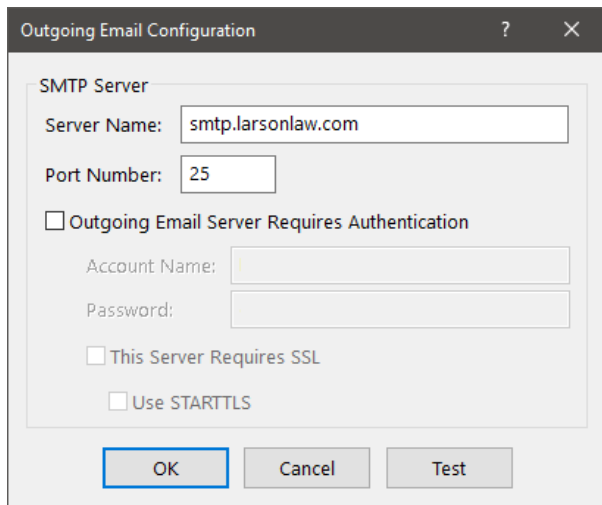 Outgoing Email Configuration ? ×
SMTP Server
Server Name: smtp.larsonlaw.com
Port Number: 25
Outgoing Email Server Requires Authentication
Account Name:
Password:
This Server Requires SSL
Use STARTTLS
OK Cancel Test